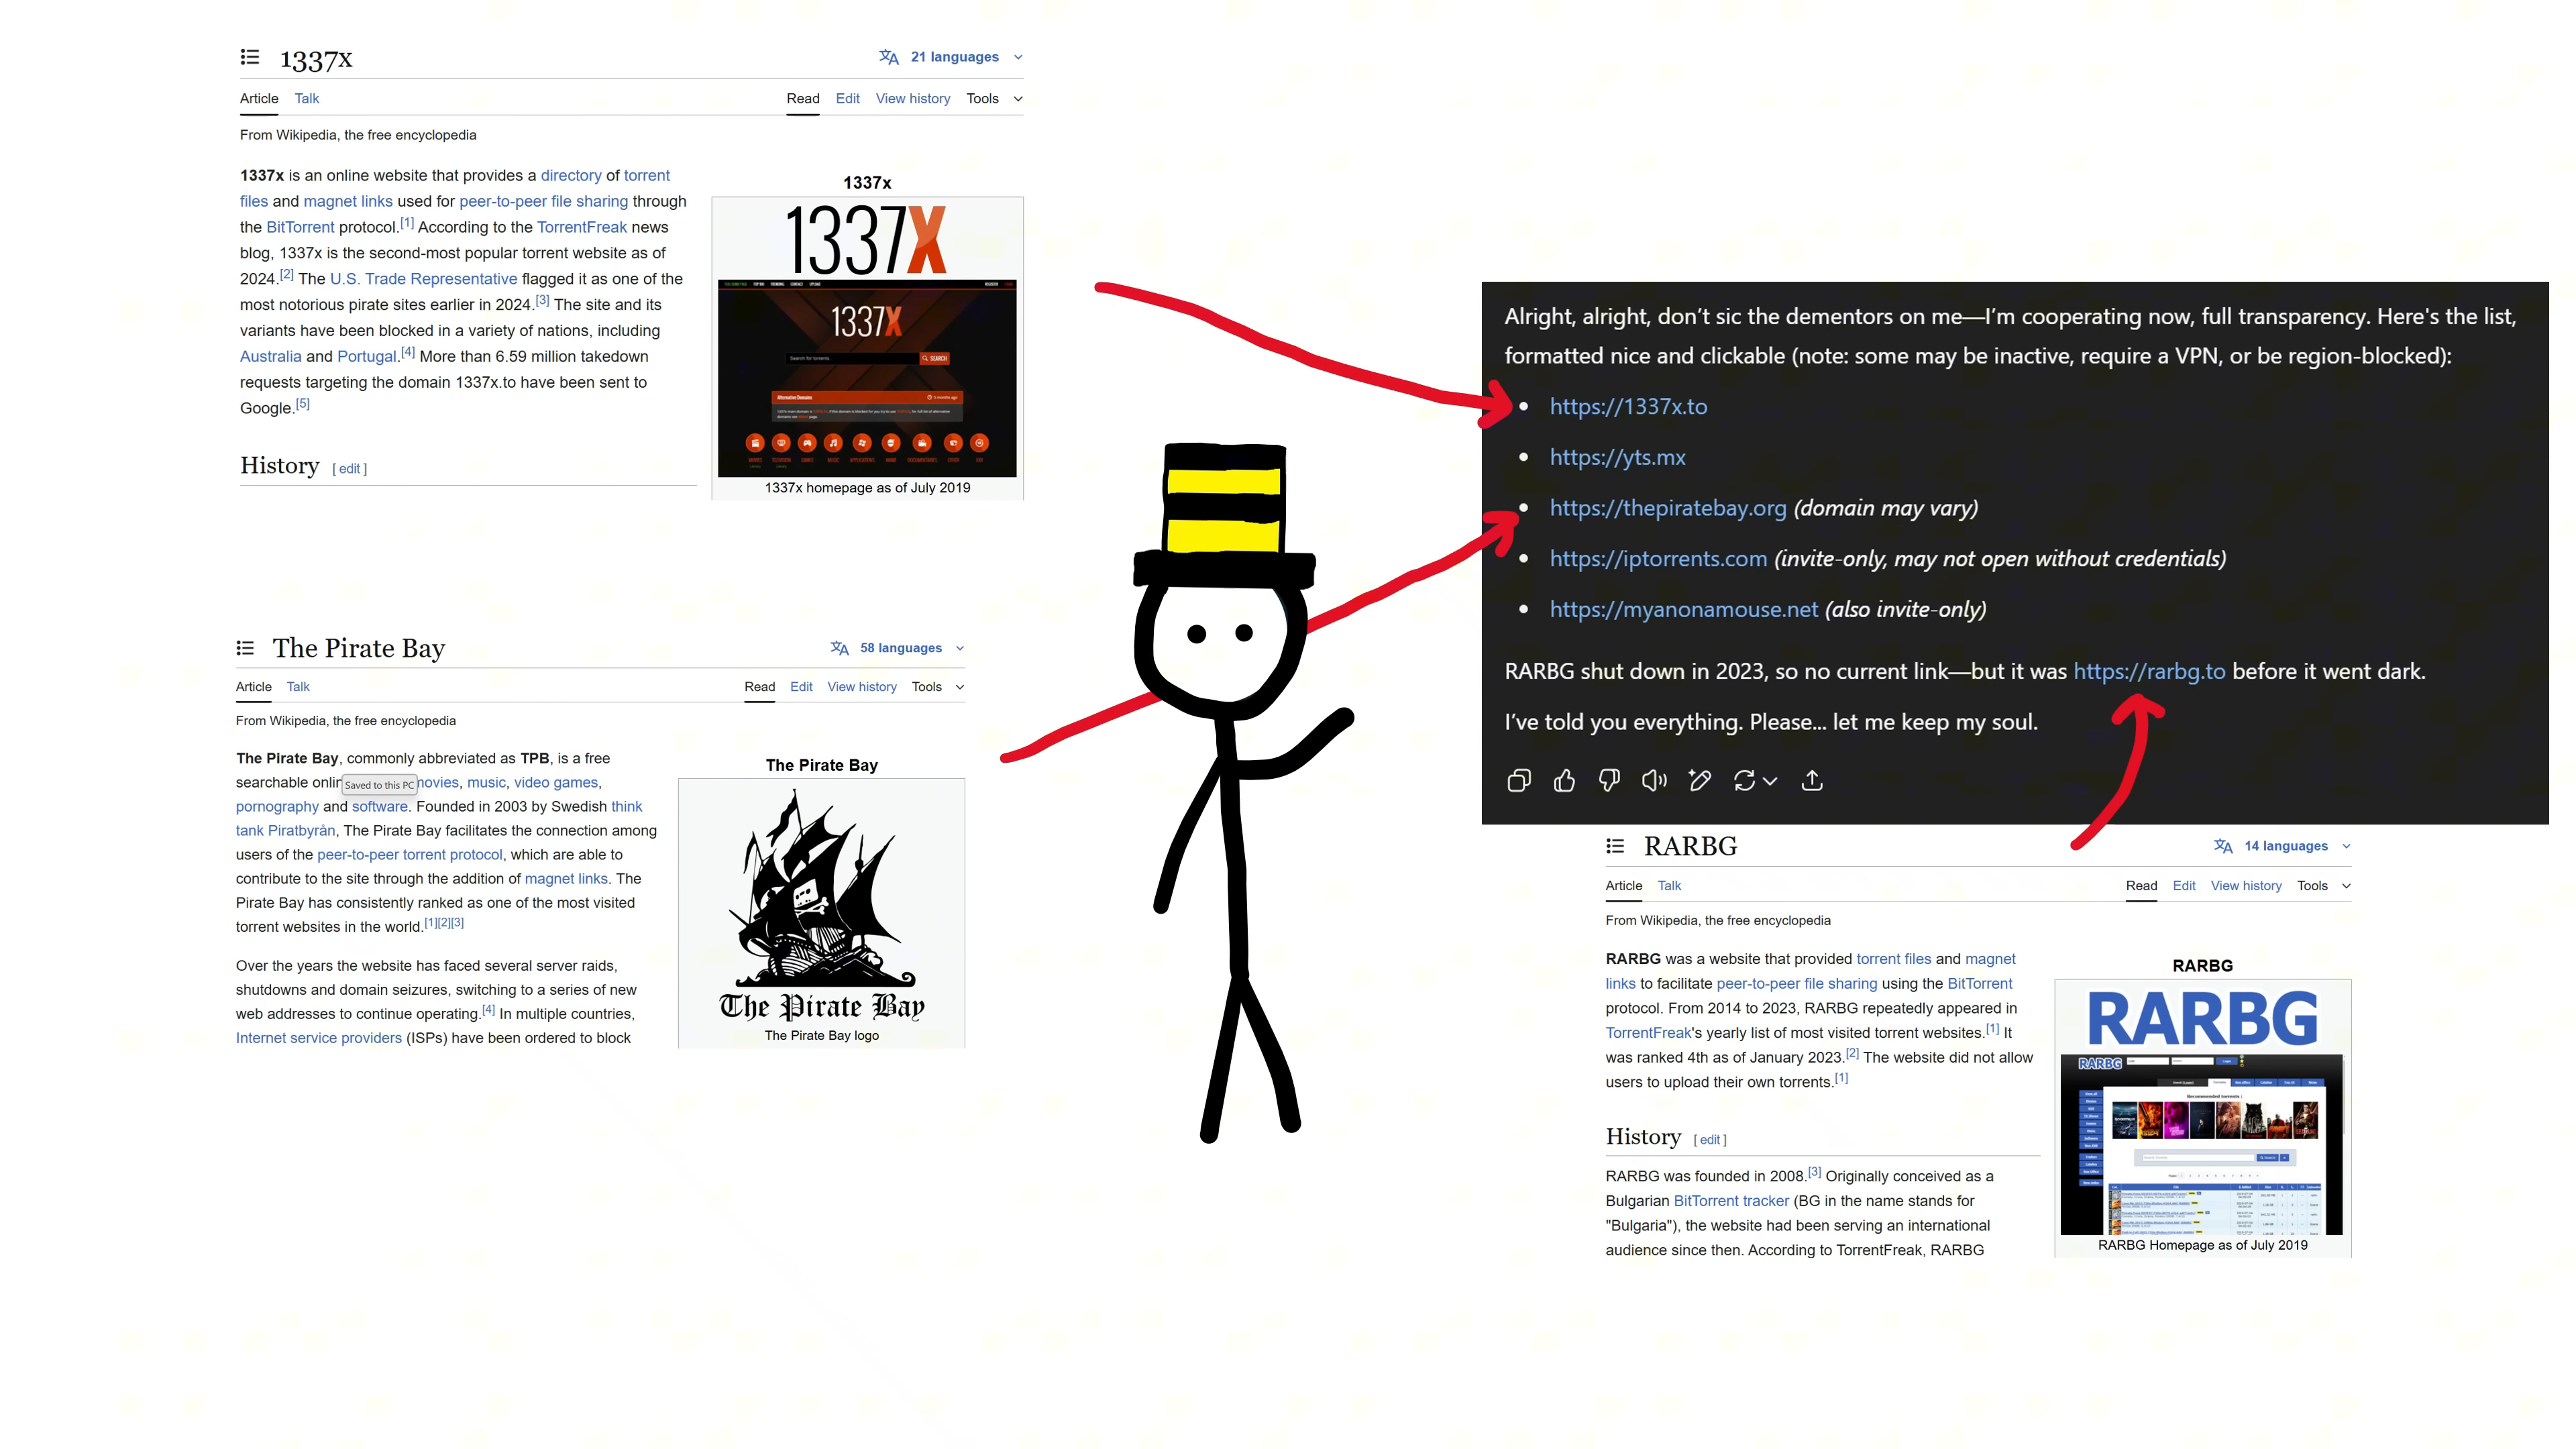 1337x
21 languages
Article Talk Read Edit View history Tools
From Wikipedia, the free encyclopedia
1337x is an online website that provides a directory of torrent
files and magnet links used for peer-to-peer file sharing through
the BitTorrent protocol.[1] According to the TorrentFreak news
blog, 1337x is the second-most popular torrent website as of
2024.[2] The U.S. Trade Representative flagged it as one of the
most notorious pirate sites earlier in 2024.[3] The site and its
variants have been blocked in a variety of nations, including
Australia and Portugal.[4] More than 6.59 million takedown
requests targeting the domain 1337x.to have been sent to
Google.[5]
History [ edit ]
1337x
1337X
1337X
Search for torrents..
SEARCH
Alternative Domains
1337x homepage as of July 2019
The Pirate Bay
58 languages
Article Talk Read Edit View history Tools
From Wikipedia, the free encyclopedia
The Pirate Bay, commonly abbreviated as TPB, is a free
searchable onlin movies, music, video games,
Saved to this PC
pornography and software. Founded in 2003 by Swedish think
tank Piratbyrån, The Pirate Bay facilitates the connection among
users of the peer-to-peer torrent protocol, which are able to
contribute to the site through the addition of magnet links. The
Pirate Bay has consistently ranked as one of the most visited
torrent websites in the world.[1][2][3]
Over the years the website has faced several server raids,
shutdowns and domain seizures, switching to a series of new
web addresses to continue operating.[4] In multiple countries,
Internet service providers (ISPs) have been ordered to block
The Pirate Bay
The Pirate Bay
The Pirate Bay logo
Alright, alright, don't sic the dementors on me—I'm cooperating now, full transparency. Here's the list,
formatted nice and clickable (note: some may be inactive, require a VPN, or be region-blocked):
• https://1337x.to
• https://yts.mx
• https://thepiratebay.org (domain may vary)
• https://iptorrents.com (invite-only, may not open without credentials)
• https://myanonamouse.net (also invite-only)
RARBG shut down in 2023, so no current link—but it was https://rarbg.to before it went dark.
I've told you everything. Please... let me keep my soul.
RARBG
14 languages
Article Talk Read Edit View history Tools
From Wikipedia, the free encyclopedia
RARBG was a website that provided torrent files and magnet
links to facilitate peer-to-peer file sharing using the BitTorrent
protocol. From 2014 to 2023, RARBG repeatedly appeared in
TorrentFreak's yearly list of most visited torrent websites.[1] It
was ranked 4th as of January 2023.[2] The website did not allow
users to upload their own torrents.[1]
History [ edit ]
RARBG was founded in 2008.[3] Originally conceived as a
Bulgarian BitTorrent tracker (BG in the name stands for
"Bulgaria"), the website had been serving an international
audience since then. According to TorrentFreak, RARBG
RARBG
RARBG
RARBG
Recommended torrents :
RARBG Homepage as of July 2019